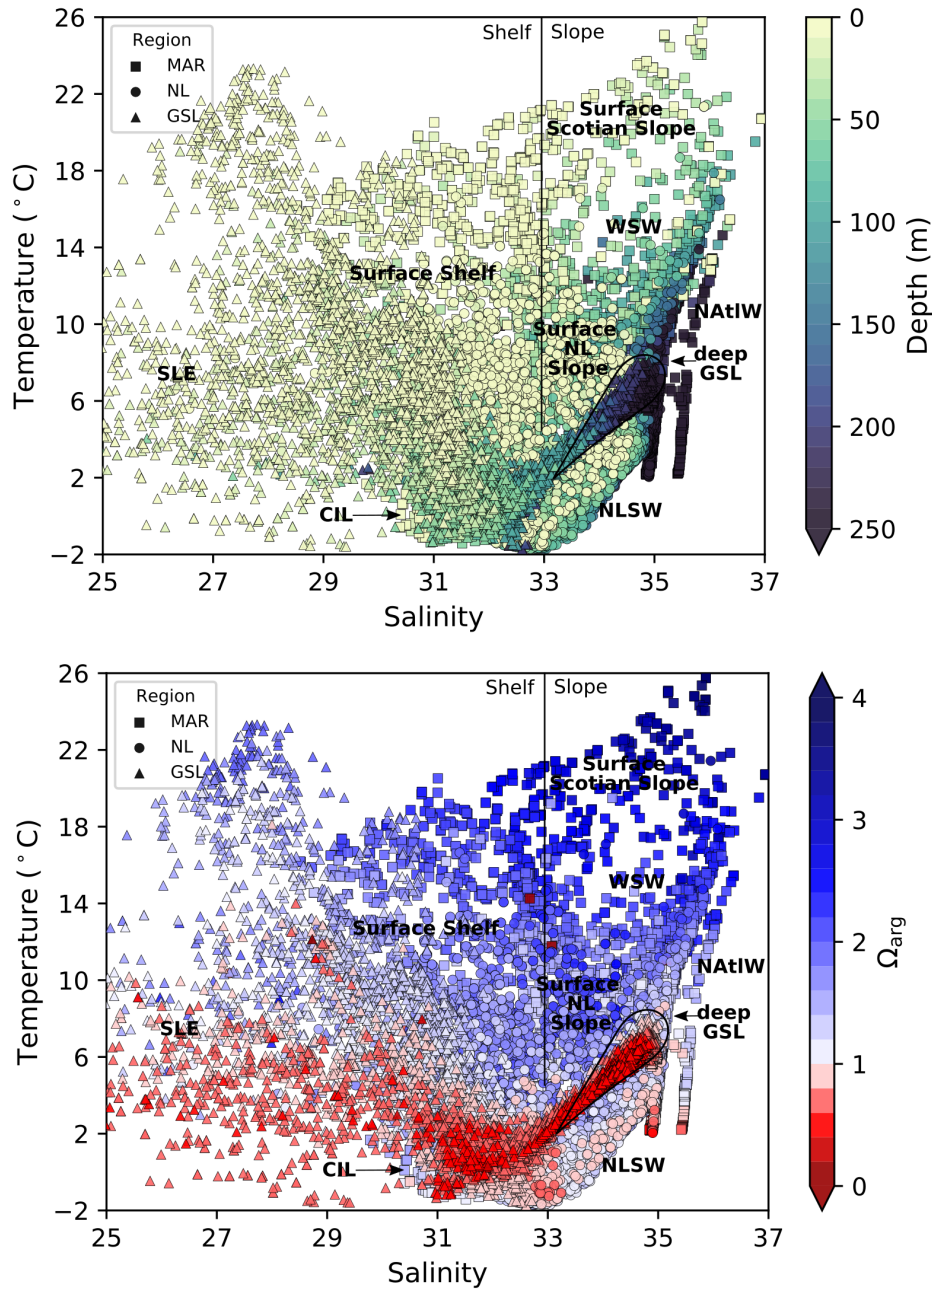 26
22
18
14
10
6
2
−2
Temperature (°C)
Region
MAR
NL
GSL
Shelf
Slope
Surface
Scotian Slope
WSW
Surface Shelf
NAtlW
Surface
NL
Slope
deep
GSL
SLE
CIL
NLSW
25 27 29 31 33 35 37
Salinity
0
50
100
150
200
250
Depth (m)
26
22
18
14
10
6
2
−2
Temperature (°C)
Region
MAR
NL
GSL
Shelf
Slope
Surface
Scotian Slope
WSW
Surface Shelf
NAtlW
Surface
NL
Slope
deep
GSL
SLE
CIL
NLSW
25 27 29 31 33 35 37
Salinity
4
3
2
1
0
Ωarg